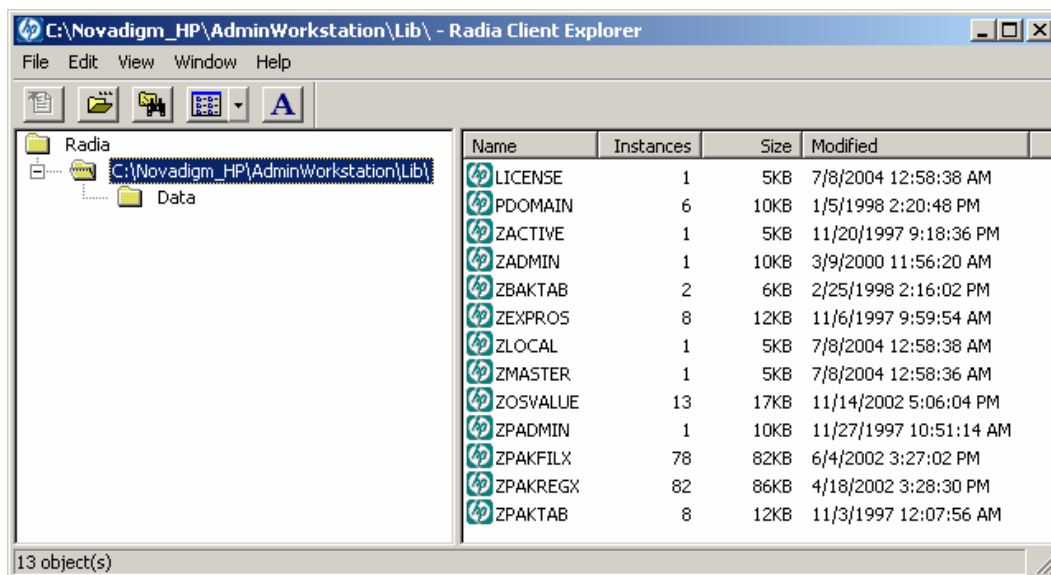 C:\Novadigm_HP\AdminWorkstation\Lib\ - Radia Client Explorer
File Edit View Window Help
A
Radia
C:\Novadigm_HP\AdminWorkstation\Lib\
Data
Name Instances Size Modified
LICENSE 1 5KB 7/8/2004 12:58:38 AM
PDOMAIN 6 10KB 1/5/1998 2:20:48 PM
ZACTIVE 1 5KB 11/20/1997 9:18:36 PM
ZADMIN 1 10KB 3/9/2000 11:56:20 AM
ZBAKTAB 2 6KB 2/25/1998 2:16:02 PM
ZEXPROS 8 12KB 11/6/1997 9:59:54 AM
ZLOCAL 1 5KB 7/8/2004 12:58:38 AM
ZMASTER 1 5KB 7/8/2004 12:58:36 AM
ZOSVALUE 13 17KB 11/14/2002 5:06:04 PM
ZPADMIN 1 10KB 11/27/1997 10:51:14 AM
ZPAKFILX 78 82KB 6/4/2002 3:27:02 PM
ZPAKREGX 82 86KB 4/18/2002 3:28:30 PM
ZPAKTAB 8 12KB 11/3/1997 12:07:56 AM
13 object(s)